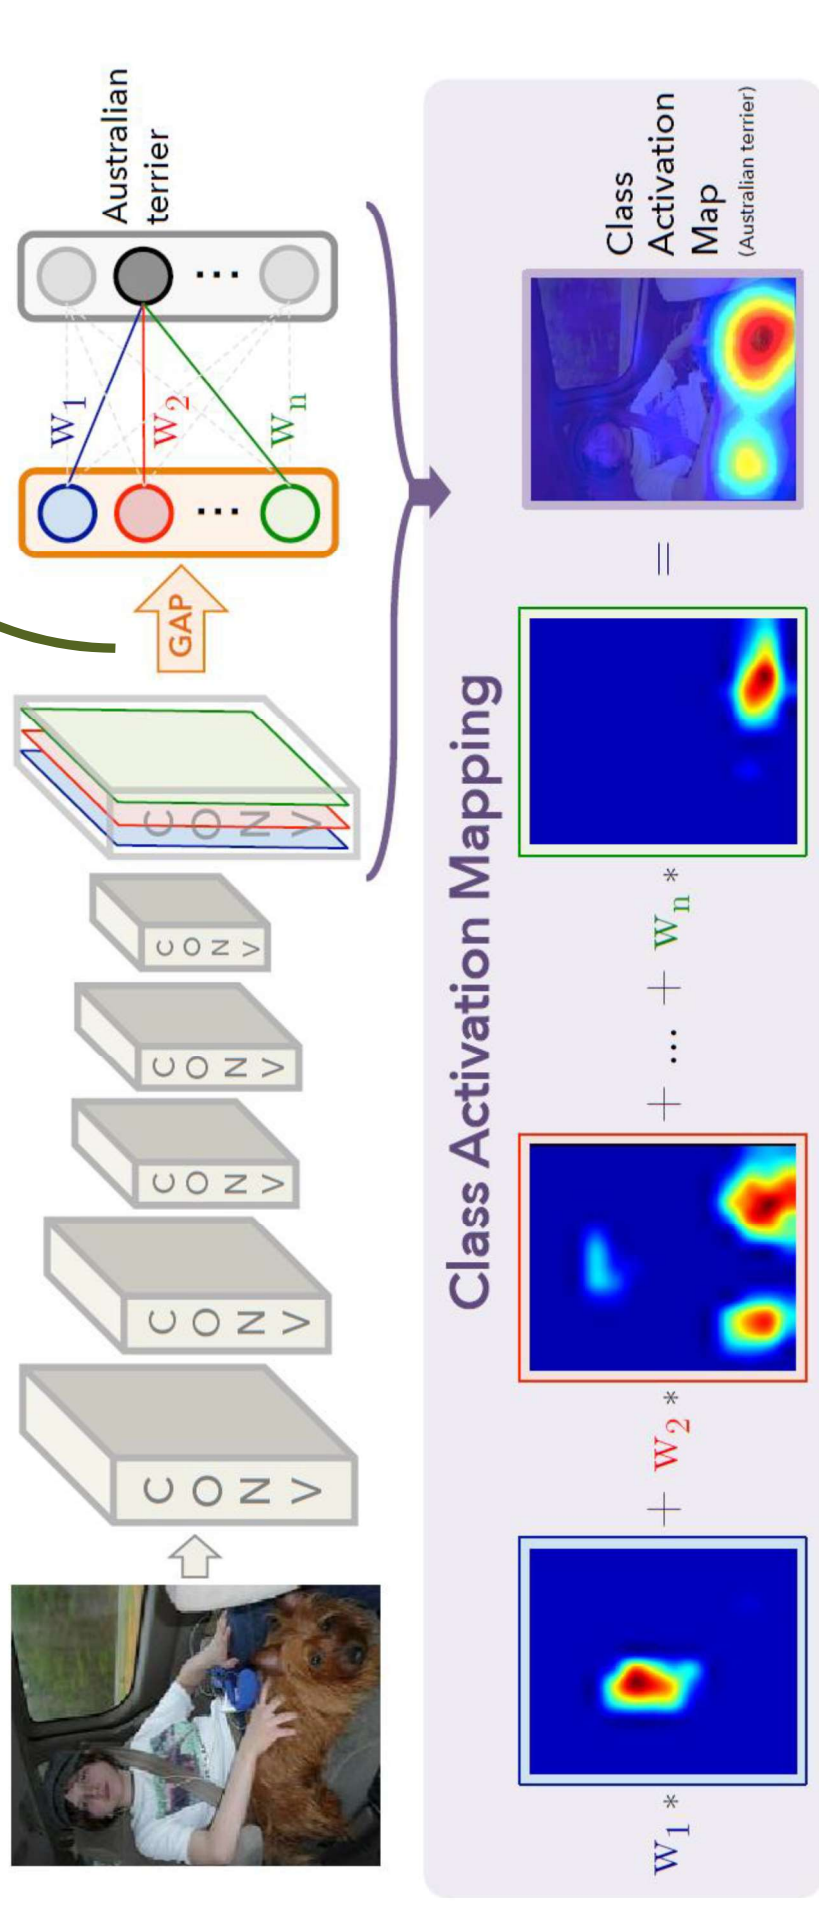 CONV
CONV
CONV
CONV
CONV
CONV
GAP
w1
w2
...
wn
...
Australian
terrier
Class Activation Mapping
w1 * + w2 * + ... + wn * =
Class
Activation
Map
(Australian terrier)